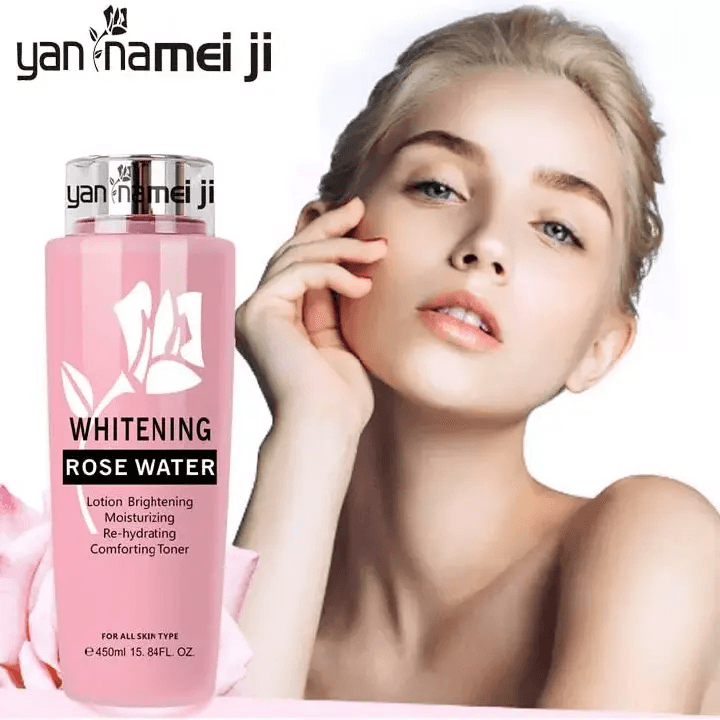 yan namei ji
yan namei ji
WHITENING
ROSE WATER
Lotion Brightening
Moisturizing
Re-hydrating
Comforting Toner
FOR ALL SKIN TYPE
e450ml 15. 84FL. OZ.